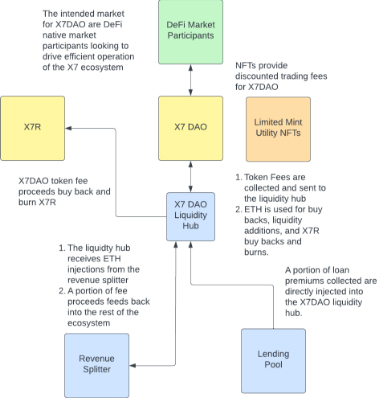 The intended market
for X7DAO are DeFi
native market
participants looking to
drive efficient operation
of the X7 ecosystem
DeFi Market
Participants
NFTs provide
discounted trading fees
for X7DAO
X7R
X7 DAO
Limited Mint
Utility NFTs
X7DAO token fee
proceeds buy back and
burn X7R
X7 DAO
Liquidity
Hub
1. Token Fees are
collected and sent to
the liquidity hub
2. ETH is used for buy
backs, liquidity
additions, and X7R
buy backs and
burns.
1. The liquidty hub
receives ETH
injections from the
revenue splitter
2. A portion of fee
proceeds feeds back
into the rest of the
ecosystem
A portion of loan
premiums collected are
directly injected into
the X7DAO liquidity
hub.
Revenue
Splitter
Lending
Pool